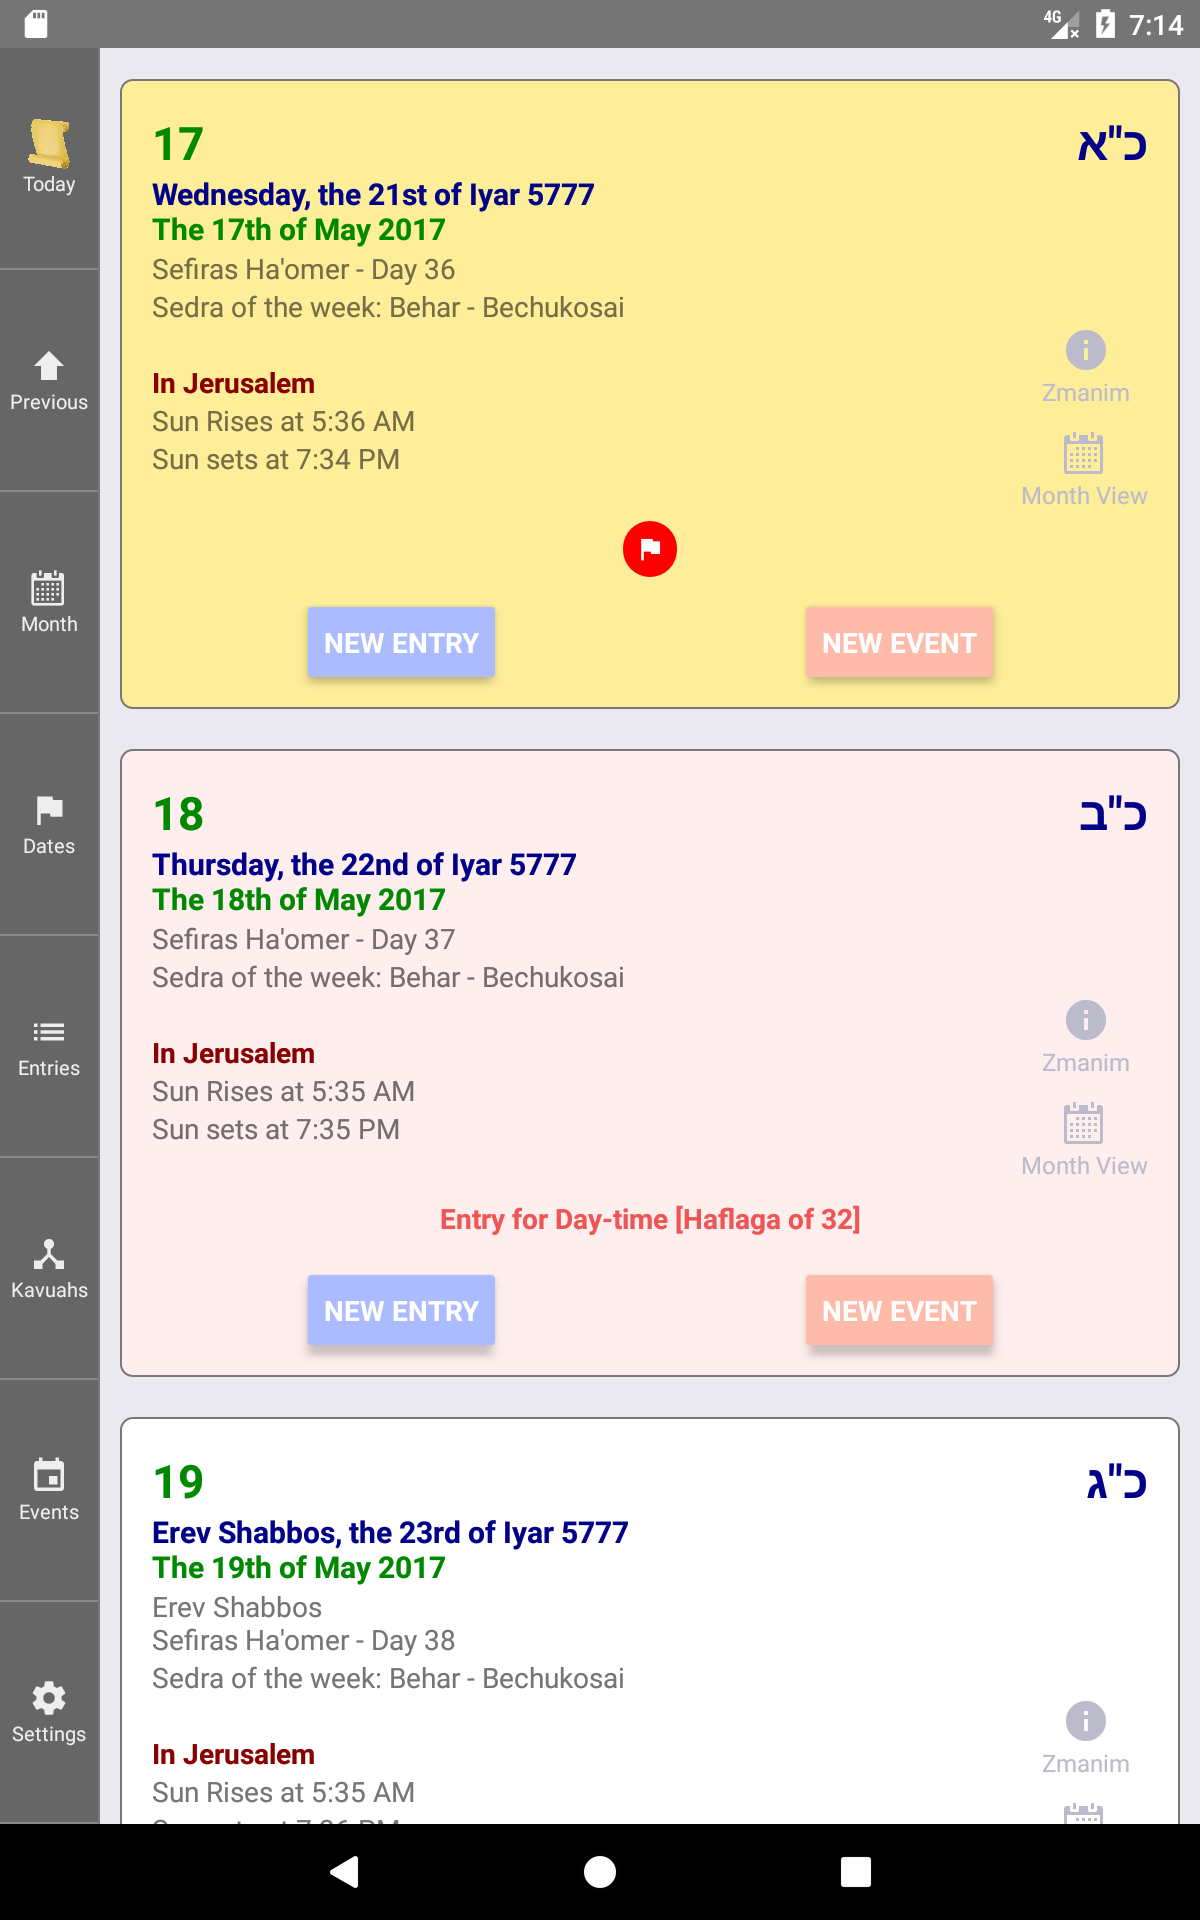 4G 7:14
Today
Previous
Month
Dates
Entries
Kavuahs
Events
Settings
17 כ"א
Wednesday, the 21st of Iyar 5777
The 17th of May 2017
Sefiras Ha'omer - Day 36
Sedra of the week: Behar - Bechukosai
In Jerusalem
Sun Rises at 5:36 AM
Sun sets at 7:34 PM
Zmanim
Month View
NEW ENTRY NEW EVENT
18 כ"ב
Thursday, the 22nd of Iyar 5777
The 18th of May 2017
Sefiras Ha'omer - Day 37
Sedra of the week: Behar - Bechukosai
In Jerusalem
Sun Rises at 5:35 AM
Sun sets at 7:35 PM
Zmanim
Month View
Entry for Day-time [Haflaga of 32]
NEW ENTRY NEW EVENT
19 כ"ג
Erev Shabbos, the 23rd of Iyar 5777
The 19th of May 2017
Erev Shabbos
Sefiras Ha'omer - Day 38
Sedra of the week: Behar - Bechukosai
In Jerusalem
Sun Rises at 5:35 AM
Zmanim